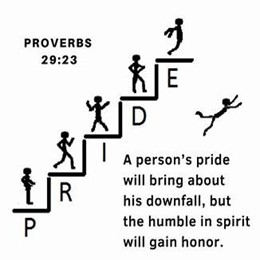 PROVERBS
29:23
P
R
I
D
E
A person's pride
will bring about
his downfall, but
the humble in spirit
will gain honor.